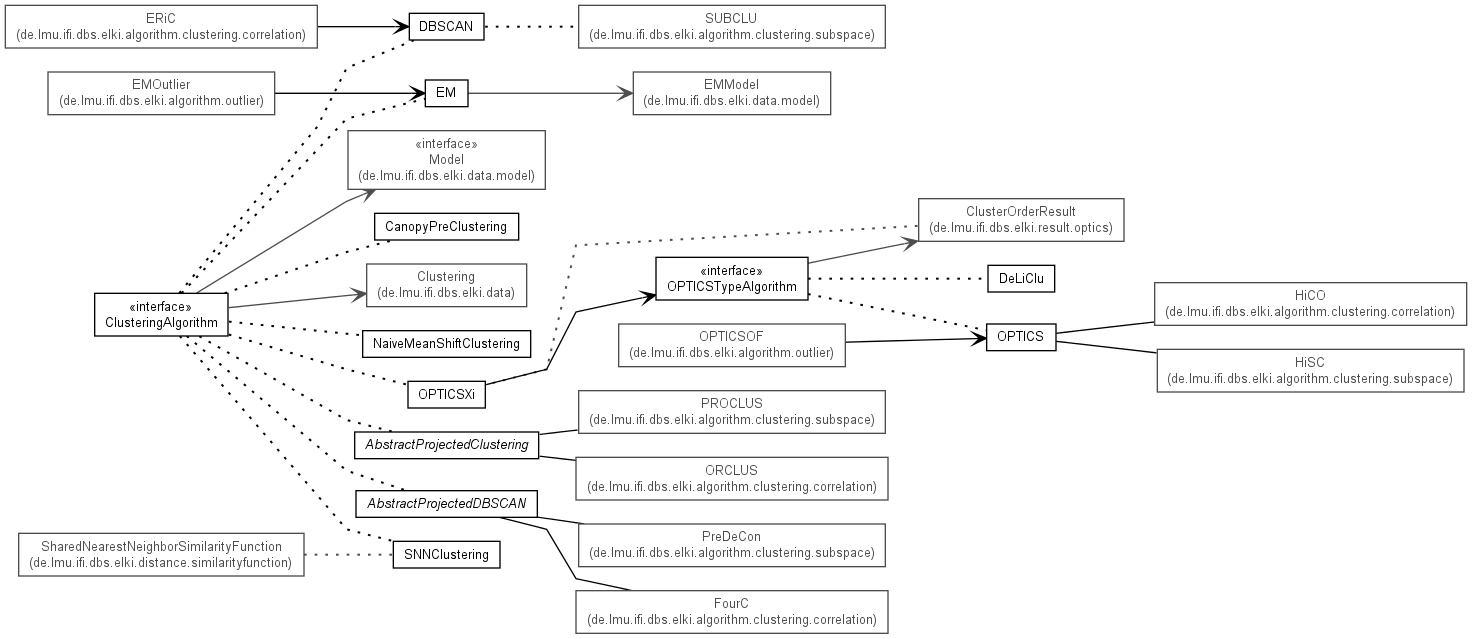 ERiC
(de.lmu.ifi.dbs.elki.algorithm.clustering.correlation)
DBSCAN
SUBCLU
(de.lmu.ifi.dbs.elki.algorithm.clustering.subspace)
EMOutlier
(de.lmu.ifi.dbs.elki.algorithm.outlier)
EM
EMModel
(de.lmu.ifi.dbs.elki.data.model)
«interface»
Model
(de.lmu.ifi.dbs.elki.data.model)
CanopyPreClustering
ClusterOrderResult
(de.lmu.ifi.dbs.elki.result.optics)
«interface»
OPTICSTypeAlgorithm
DeLiClu
Clustering
(de.lmu.ifi.dbs.elki.data)
«interface»
ClusteringAlgorithm
HiCO
(de.lmu.ifi.dbs.elki.algorithm.clustering.correlation)
NaiveMeanShiftClustering
OPTICSOF
(de.lmu.ifi.dbs.elki.algorithm.outlier)
OPTICS
HiSC
(de.lmu.ifi.dbs.elki.algorithm.clustering.subspace)
OPTICSXi
PROCLUS
(de.lmu.ifi.dbs.elki.algorithm.clustering.subspace)
AbstractProjectedClustering
ORCLUS
(de.lmu.ifi.dbs.elki.algorithm.clustering.correlation)
AbstractProjectedDBSCAN
PreDeCon
(de.lmu.ifi.dbs.elki.algorithm.clustering.subspace)
SharedNearestNeighborSimilarityFunction
(de.lmu.ifi.dbs.elki.distance.similarityfunction)
SNNClustering
FourC
(de.lmu.ifi.dbs.elki.algorithm.clustering.correlation)